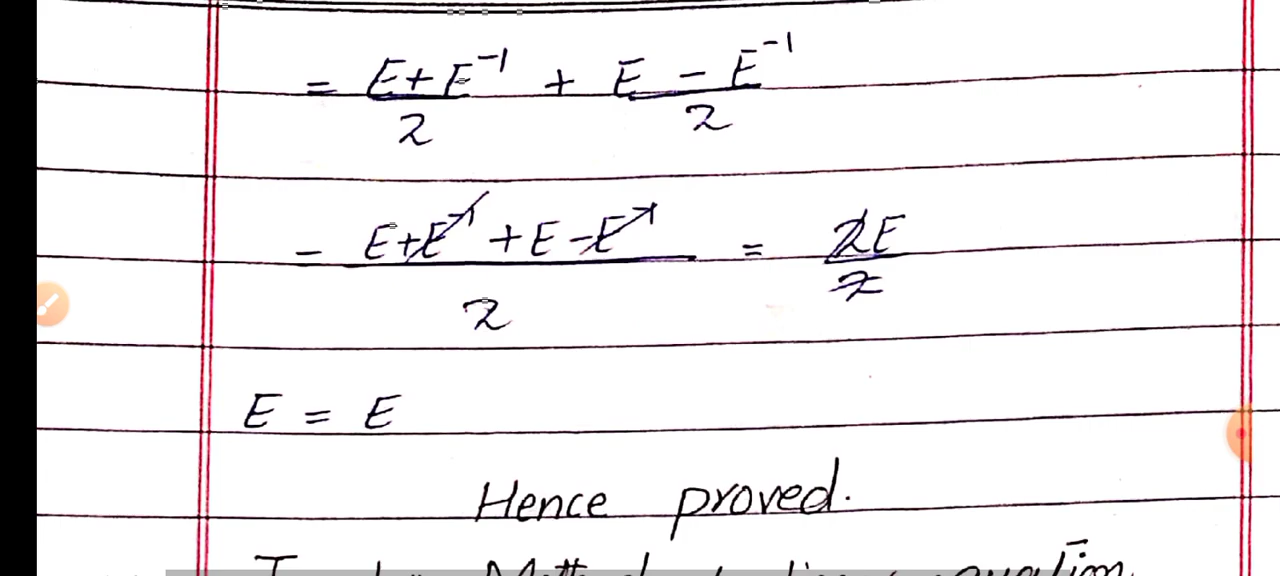 = E+E⁻¹/2 + E - E⁻¹/2
= E+E⁻¹+E-E⁻¹/2 = 2E/2
E = E
Hence proved.